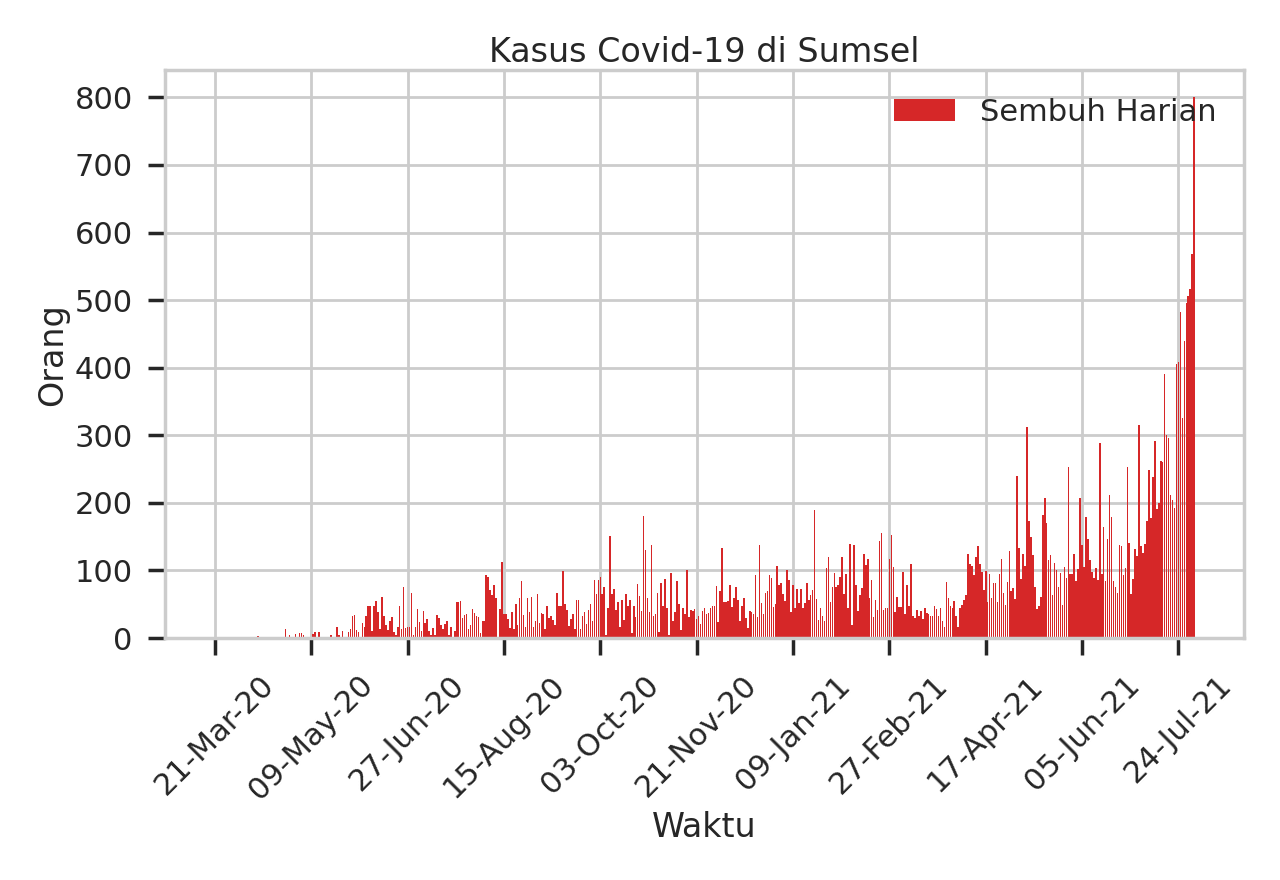 Kasus Covid-19 di Sumsel
Sembuh Harian
Orang
800
700
600
500
400
300
200
100
0
21-Mar-20
09-May-20
27-Jun-20
15-Aug-20
03-Oct-20
21-Nov-20
09-Jan-21
27-Feb-21
17-Apr-21
05-Jun-21
24-Jul-21
Waktu